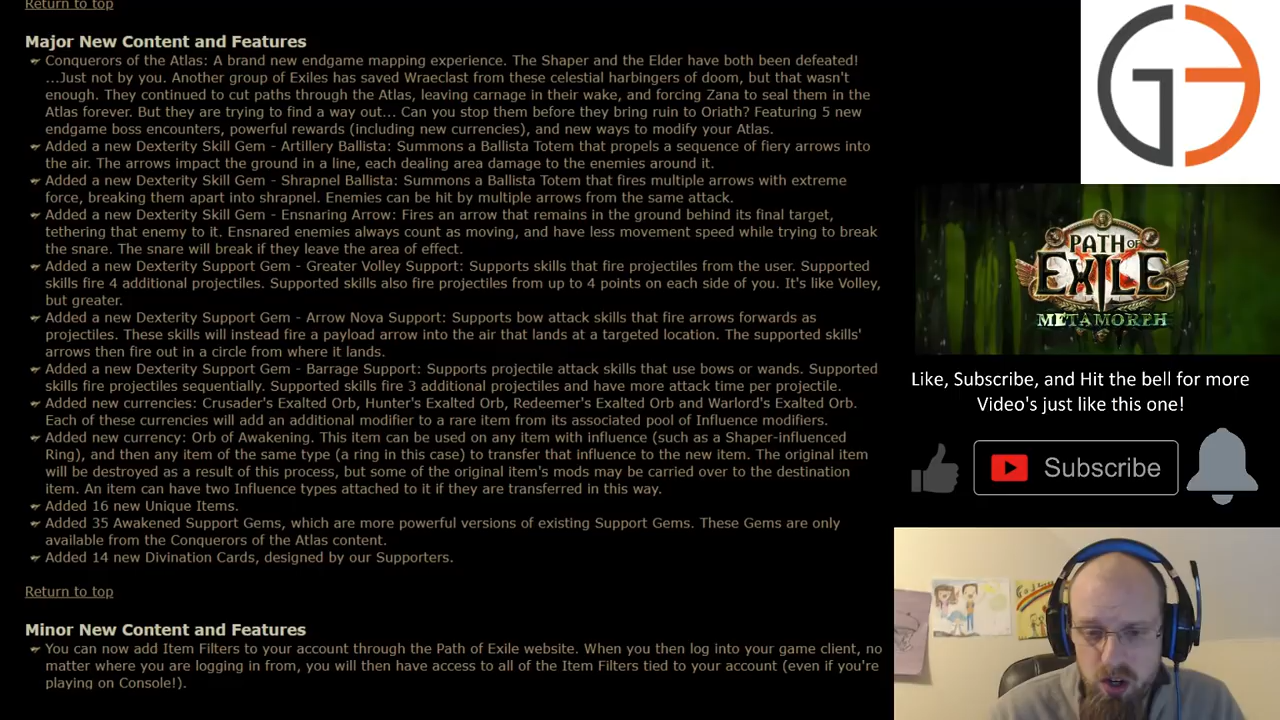 Return to top
Major New Content and Features
Conquerors of the Atlas: A brand new endgame mapping experience. The Shaper and the Elder have both been defeated!
...Just not by you. Another group of Exiles has saved Wraeclast from these celestial harbingers of doom, but that wasn't
enough. They continued to cut paths through the Atlas, leaving carnage in their wake, and forcing Zana to seal them in the
Atlas forever. But they are trying to find a way out... Can you stop them before they bring ruin to Oriath? Featuring 5 new
endgame boss encounters, powerful rewards (including new currencies), and new ways to modify your Atlas.
Added a new Dexterity Skill Gem - Artillery Ballista: Summons a Ballista Totem that propels a sequence of fiery arrows into
the air. The arrows impact the ground in a line, each dealing area damage to the enemies around it.
Added a new Dexterity Skill Gem - Shrapnel Ballista: Summons a Ballista Totem that fires multiple arrows with extreme
force, breaking them apart into shrapnel. Enemies can be hit by multiple arrows from the same attack.
Added a new Dexterity Skill Gem - Ensnaring Arrow: Fires an arrow that remains in the ground behind its final target,
tethering that enemy to it. Ensnared enemies always count as moving, and have less movement speed while trying to break
the snare. The snare will break if they leave the area of effect.
Added a new Dexterity Support Gem - Greater Volley Support: Supports skills that fire projectiles from the user. Supported
skills fire 4 additional projectiles. Supported skills also fire projectiles from up to 4 points on each side of you. It's like Volley,
but greater.
Added a new Dexterity Support Gem - Arrow Nova Support: Supports bow attack skills that fire arrows forwards as
projectiles. These skills will instead fire a payload arrow into the air that lands at a targeted location. The supported skills'
arrows then fire out in a circle from where it lands.
Added a new Dexterity Support Gem - Barrage Support: Supports projectile attack skills that use bows or wands. Supported
skills fire projectiles sequentially. Supported skills fire 3 additional projectiles and have more attack time per projectile.
Added new currencies: Crusader's Exalted Orb, Hunter's Exalted Orb, Redeemer's Exalted Orb and Warlord's Exalted Orb.
Each of these currencies will add an additional modifier to a rare item from its associated pool of Influence modifiers.
Added new currency: Orb of Awakening. This item can be used on any item with influence (such as a Shaper-influenced
Ring), and then any item of the same type (a ring in this case) to transfer that influence to the new item. The original item
will be destroyed as a result of this process, but some of the original item's mods may be carried over to the destination
item. An item can have two Influence types attached to it if they are transferred in this way.
Added 16 new Unique Items.
Added 35 Awakened Support Gems, which are more powerful versions of existing Support Gems. These Gems are only
available from the Conquerors of the Atlas content.
Added 14 new Divination Cards, designed by our Supporters.
Return to top
Minor New Content and Features
You can now add Item Filters to your account through the Path of Exile website. When you then log into your game client, no
matter where you are logging in from, you will then have access to all of the Item Filters tied to your account (even if you're
playing on Console!).
PATH OF
EXILE
METAMORPH
Like, Subscribe, and Hit the bell for more
Video's just like this one!
Subscribe